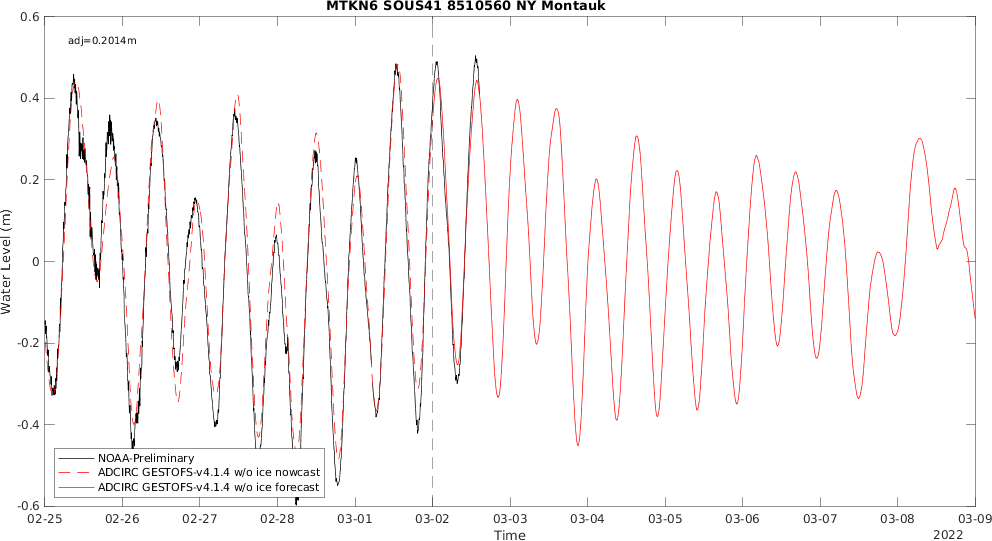 MTKN6 SOUS41 8510560 NY Montauk
adj=0.2014m
0.6
0.4
0.2
0
-0.2
-0.4
-0.6
Water Level (m)
NOAA-Preliminary
ADCIRC GESTOFS-v4.1.4 w/o ice nowcast
ADCIRC GESTOFS-v4.1.4 w/o ice forecast
02-25 02-26 02-27 02-28 03-01 03-02 03-03 03-04 03-05 03-06 03-07 03-08 03-09
Time
2022